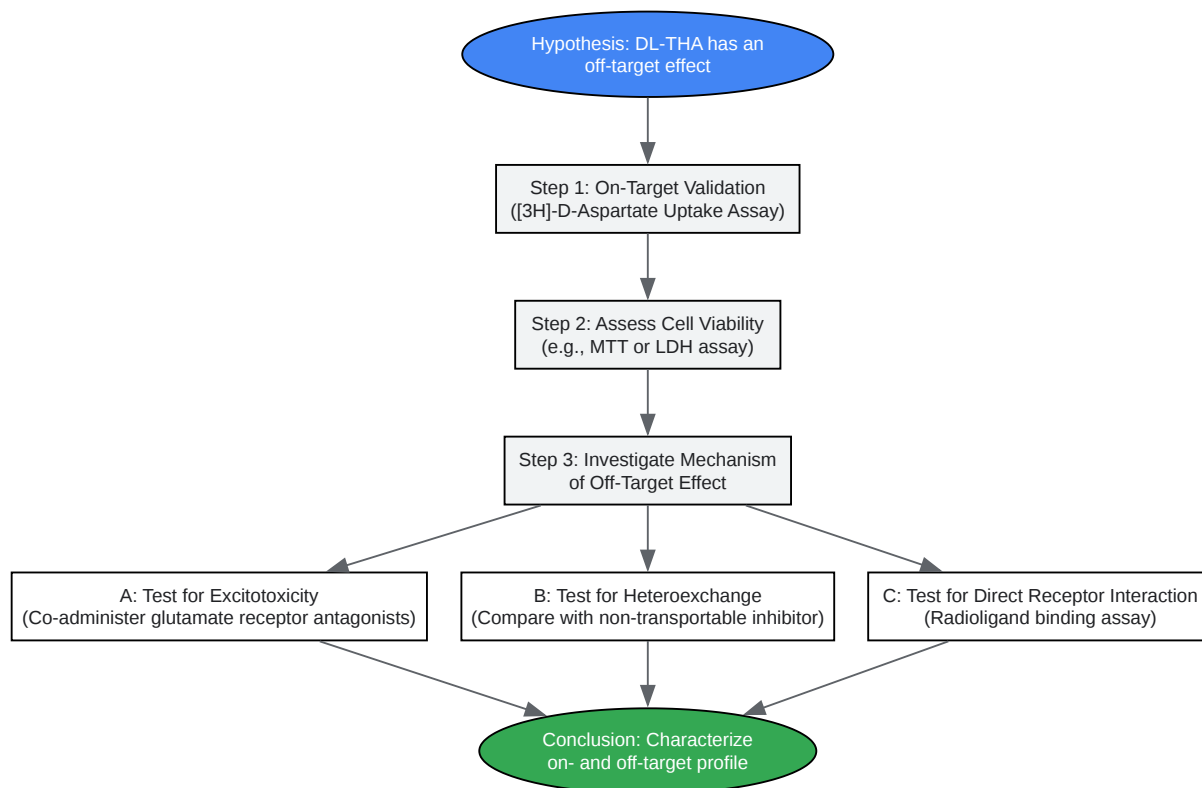 Hypothesis: DL-THA has an
off-target effect
Step 1: On-Target Validation
([3H]-D-Aspartate Uptake Assay)
Step 2: Assess Cell Viability
(e.g., MTT or LDH assay)
Step 3: Investigate Mechanism
of Off-Target Effect
A: Test for Excitotoxicity
(Co-administer glutamate receptor antagonists)
B: Test for Heteroexchange
(Compare with non-transportable inhibitor)
C: Test for Direct Receptor Interaction
(Radioligand binding assay)
Conclusion: Characterize
on- and off-target profile